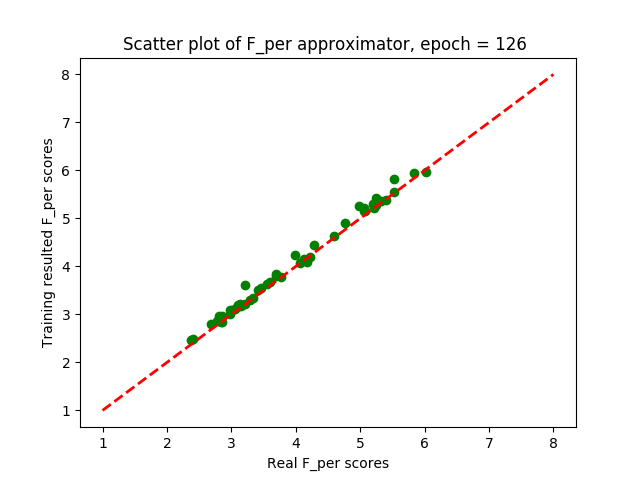 Scatter plot of F_per approximator, epoch = 126
8
7
6
5
4
3
2
1
Training resulted F_per scores
1 2 3 4 5 6 7 8
Real F_per scores